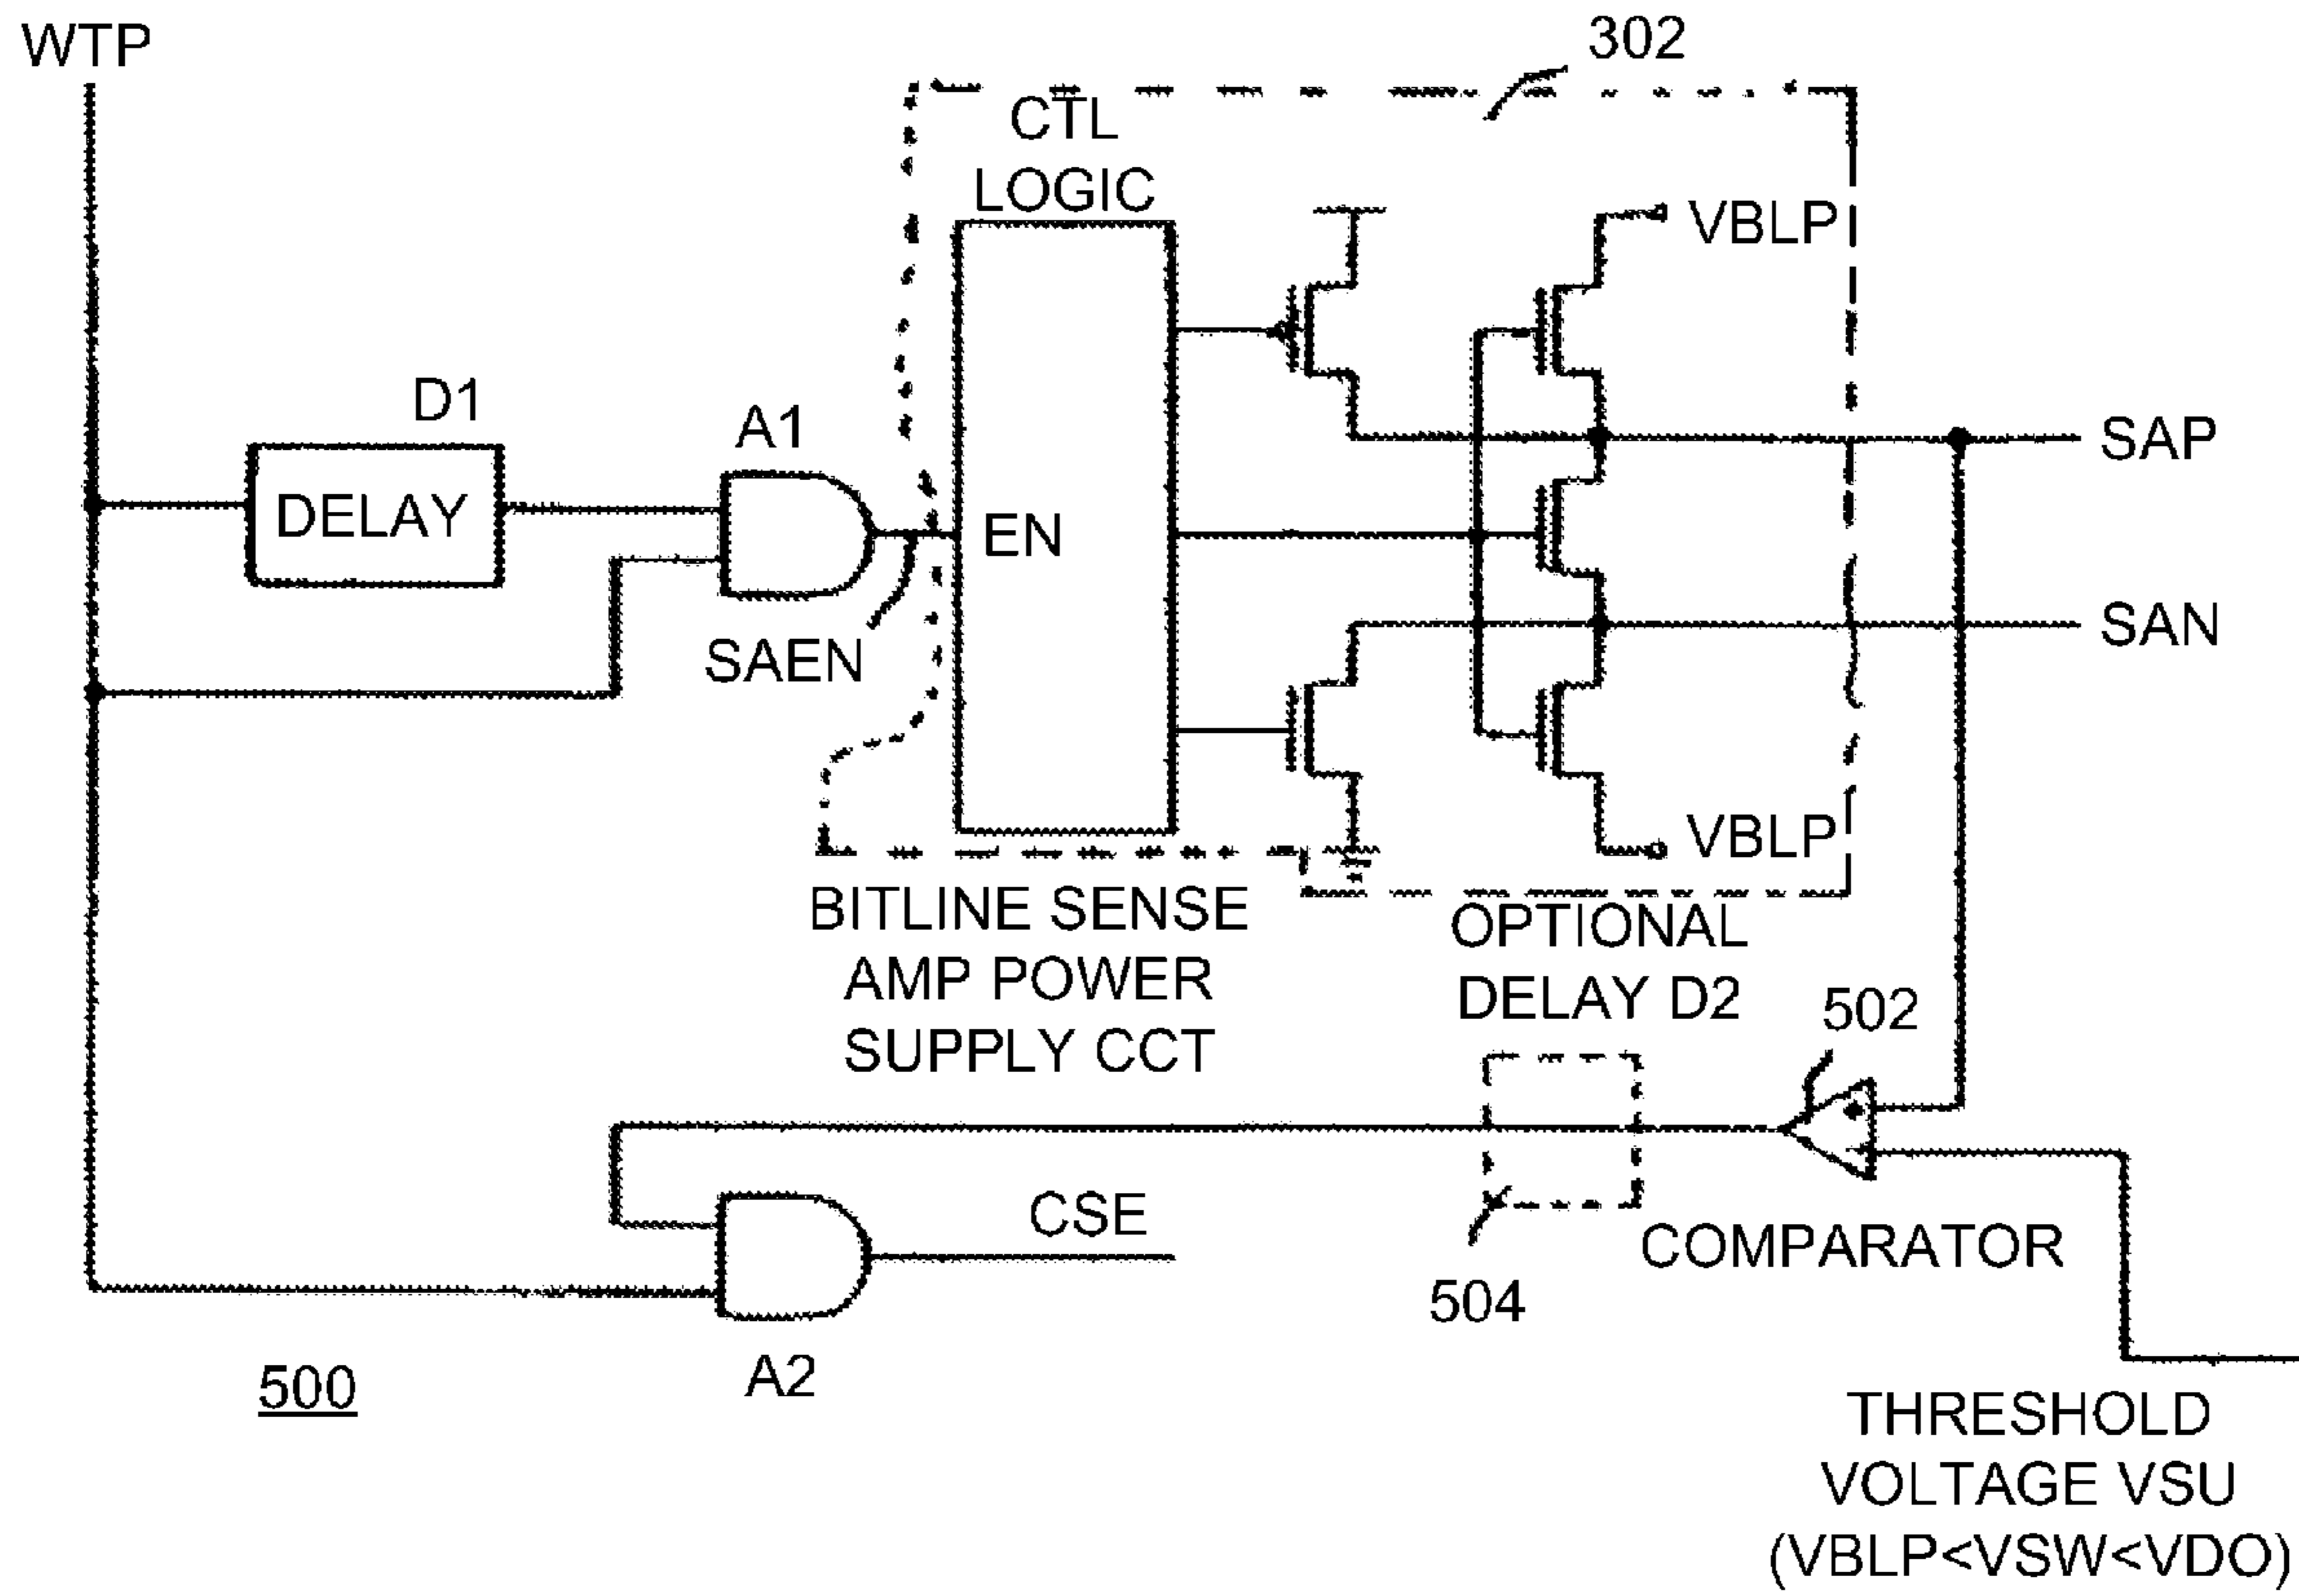 WTP
302
CTL
LOGIC
VBLP
D1
A1
SAP
DELAY
EN
SAN
SAEN
VBLP
BITLINE SENSE
AMP POWER
SUPPLY CCT
OPTIONAL
DELAY D2
502
CSE
COMPARATOR
504
A2
500
THRESHOLD
VOLTAGE VSU
(VBLP<VSW<VDO)